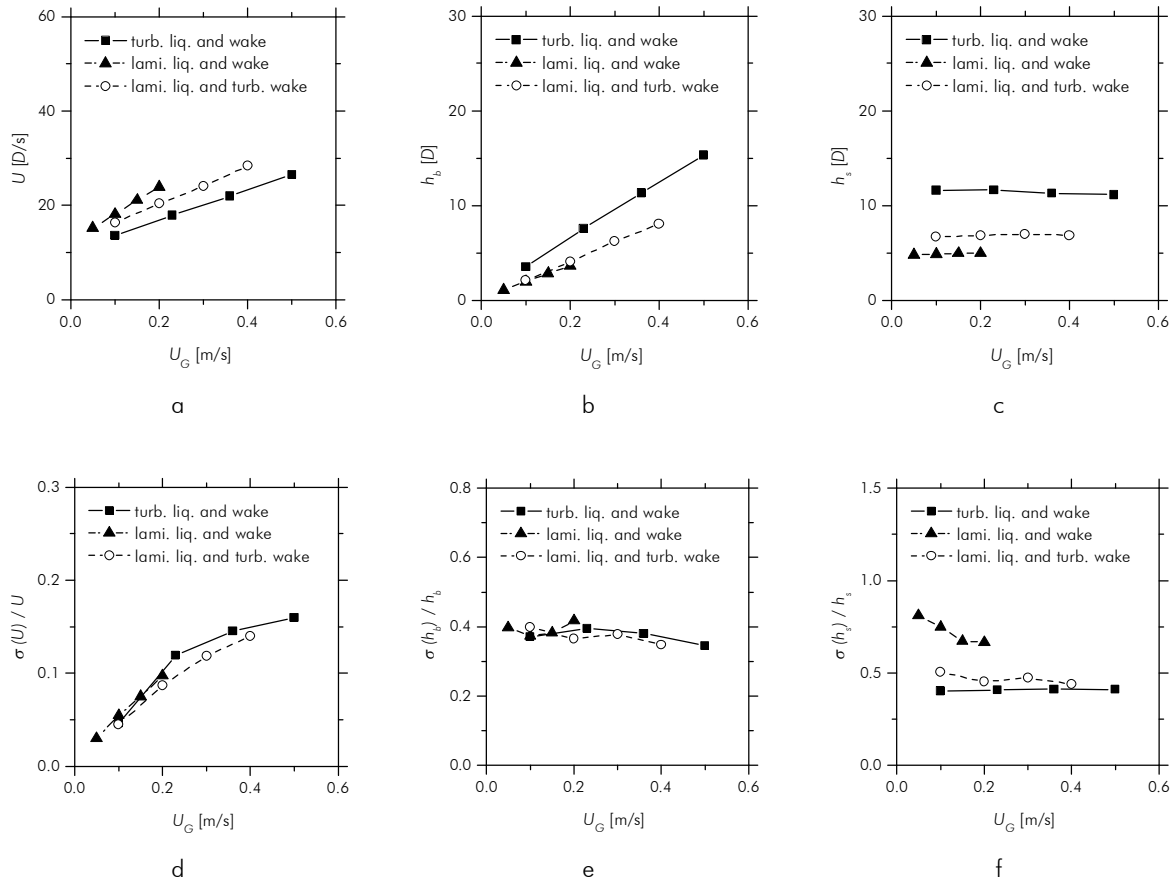 60
40
20
0
U [D/s]
turb. liq. and wake
lami. liq. and wake
lami. liq. and turb. wake
0.0 0.2 0.4 0.6
U_G [m/s]
a
30
20
10
0
h_b [D]
turb. liq. and wake
lami. liq. and wake
lami. liq. and turb. wake
0.0 0.2 0.4 0.6
U_G [m/s]
b
30
20
10
0
h_s [D]
turb. liq. and wake
lami. liq. and wake
lami. liq. and turb. wake
0.0 0.2 0.4 0.6
U_G [m/s]
c
0.3
0.2
0.1
0.0
σ (U) / U
turb. liq. and wake
lami. liq. and wake
lami. liq. and turb. wake
0.0 0.2 0.4 0.6
U_G [m/s]
d
0.8
0.6
0.4
0.2
0.0
σ (h_b) / h_b
turb. liq. and wake
lami. liq. and wake
lami. liq. and turb. wake
0.0 0.2 0.4 0.6
U_G [m/s]
e
1.5
1.0
0.5
0.0
σ (h_s) / h_s
turb. liq. and wake
lami. liq. and wake
lami. liq. and turb. wake
0.0 0.2 0.4 0.6
U_G [m/s]
f